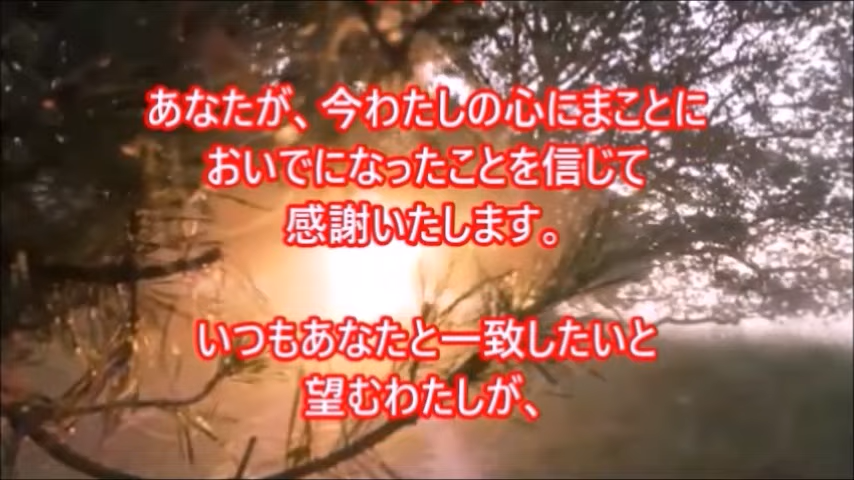 あなたが、今わたしの心にまことに
おいでになったことを信じて
感謝いたします。
いつもあなたと一致したいと
望むわたしが、